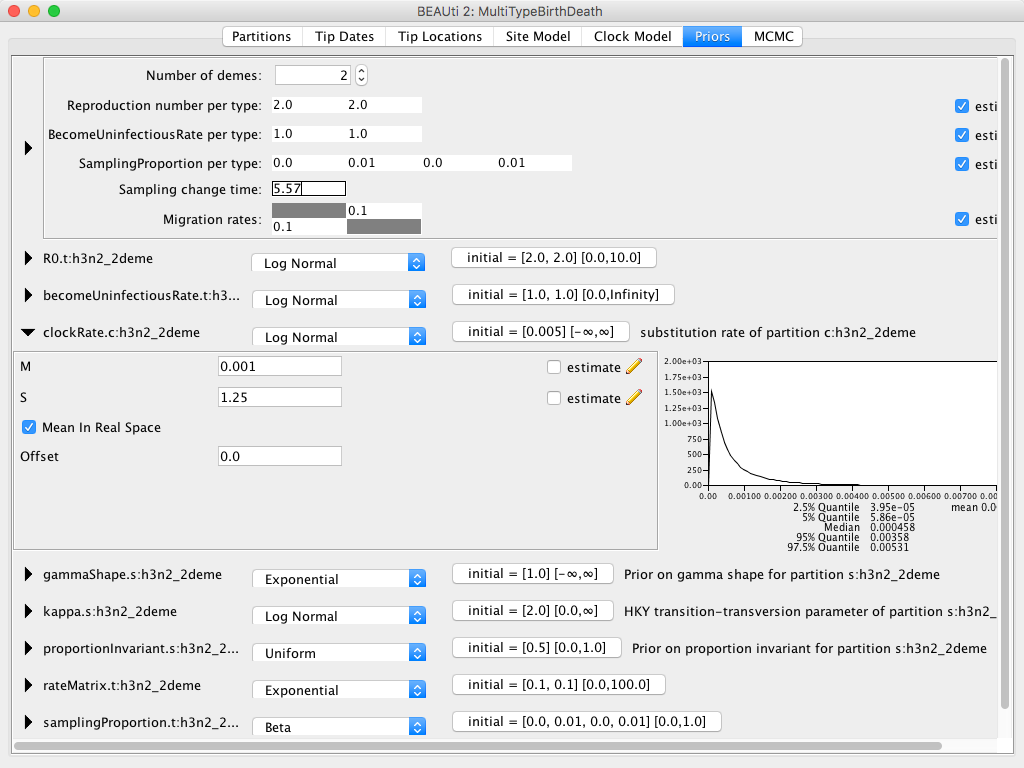 BEAUti 2: MultiTypeBirthDeath
Partitions Tip Dates Tip Locations Site Model Clock Model Priors MCMC
Number of demes: 2
Reproduction number per type: 2.0 2.0 esti
BecomeUninfectiousRate per type: 1.0 1.0 esti
SamplingProportion per type: 0.0 0.01 0.0 0.01 esti
Sampling change time: 5.57
Migration rates: 0.1 esti
0.1
R0.t:h3n2_2deme Log Normal initial = [2.0, 2.0] [0.0,10.0]
becomeUninfectiousRate.t:h3... Log Normal initial = [1.0, 1.0] [0.0,Infinity]
clockRate.c:h3n2_2deme Log Normal initial = [0.005] [-∞,∞] substitution rate of partition c:h3n2_2deme
M 0.001 estimate
S 1.25 estimate
Mean In Real Space
Offset 0.0
2.00e+03
1.75e+03
1.50e+03
1.25e+03
1.00e+03
750
500
250
0.00
0.00 0.00100 0.00200 0.00300 0.00400 0.00500 0.00600 0.00700 0.00
2.5% Quantile 3.95e-05 mean 0.0
5% Quantile 5.86e-05
Median 0.000458
95% Quantile 0.00358
97.5% Quantile 0.00531
gammaShape.s:h3n2_2deme Exponential initial = [1.0] [-∞,∞] Prior on gamma shape for partition s:h3n2_2deme
kappa.s:h3n2_2deme Log Normal initial = [2.0] [0.0,∞] HKY transition-transversion parameter of partition s:h3n2_
proportionInvariant.s:h3n2_2... Uniform initial = [0.5] [0.0,1.0] Prior on proportion invariant for partition s:h3n2_2deme
rateMatrix.t:h3n2_2deme Exponential initial = [0.1, 0.1] [0.0,100.0]
samplingProportion.t:h3n2_2... Beta initial = [0.0, 0.01, 0.0, 0.01] [0.0,1.0]